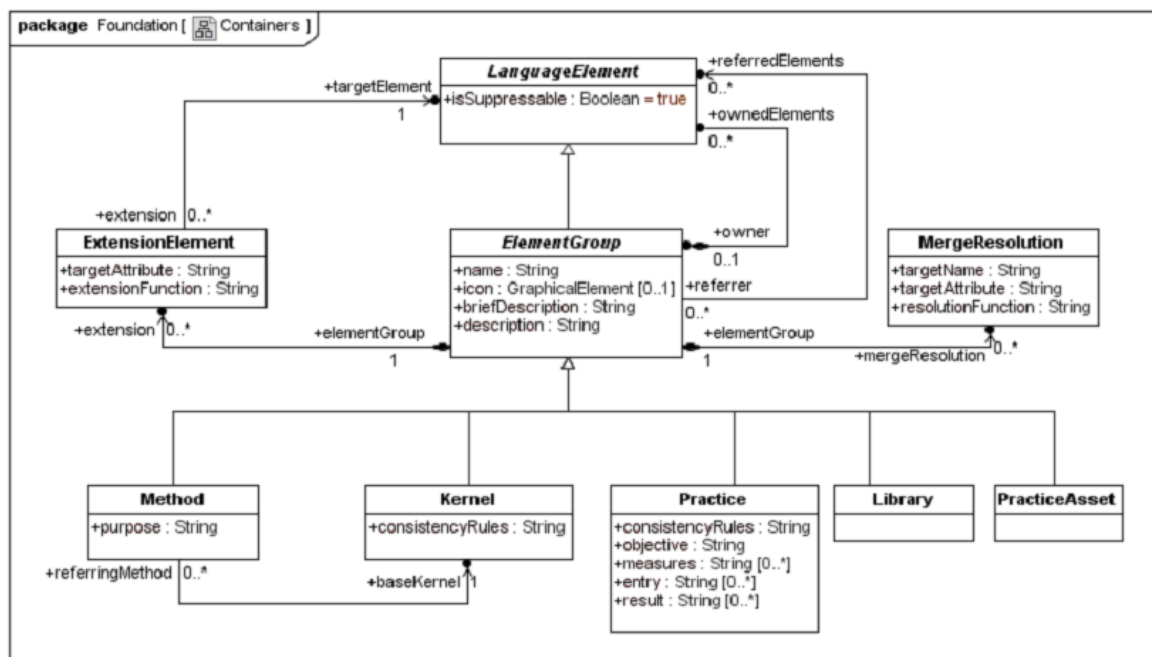 package Foundation [ Containers ]
LanguageElement
+isSuppressable : Boolean = true
+targetElement
1
+referredElements
0..*
+ownedElements
0..*
+extension 0..*
ExtensionElement
+targetAttribute : String
+extensionFunction : String
+extension 0..*
ElementGroup
+name : String
+icon : GraphicalElement [0..1]
+briefDescription : String
+description : String
+owner
0..1
+referrer
0..*
MergeResolution
+targetName : String
+targetAttribute : String
+resolutionFunction : String
+elementGroup
1
+elementGroup
1
+mergeResolution 0..*
Method
+purpose : String
Kernel
+consistencyRules : String
Practice
+consistencyRules : String
+objective : String
+measures : String [0..*]
+entry : String [0..*]
+result : String [0..*]
Library
PracticeAsset
+referringMethod 0..*
+baseKernel 1